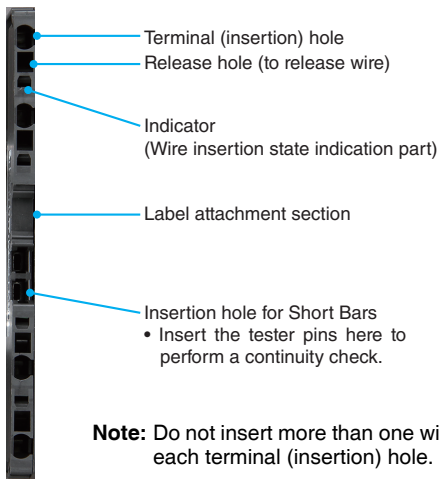 Terminal (insertion) hole
Release hole (to release wire)
Indicator
(Wire insertion state indication part)
Label attachment section
Insertion hole for Short Bars
• Insert the tester pins here to
perform a continuity check.
Note: Do not insert more than one
each terminal (insertion) hole.